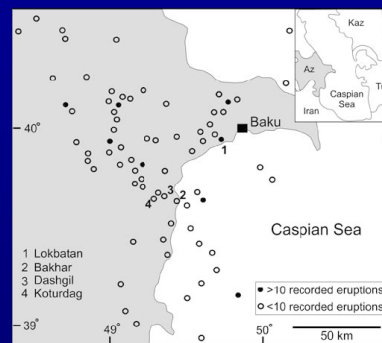 Kaz
Az
Caspian
Sea
Iran
40°
Baku
1
3
2
4
Caspian Sea
1 Lokbatan
2 Bakhar
3 Dashgil
4 Koturdag
>10 recorded eruptions
<10 recorded eruptions
39°
49°
50°
50 km